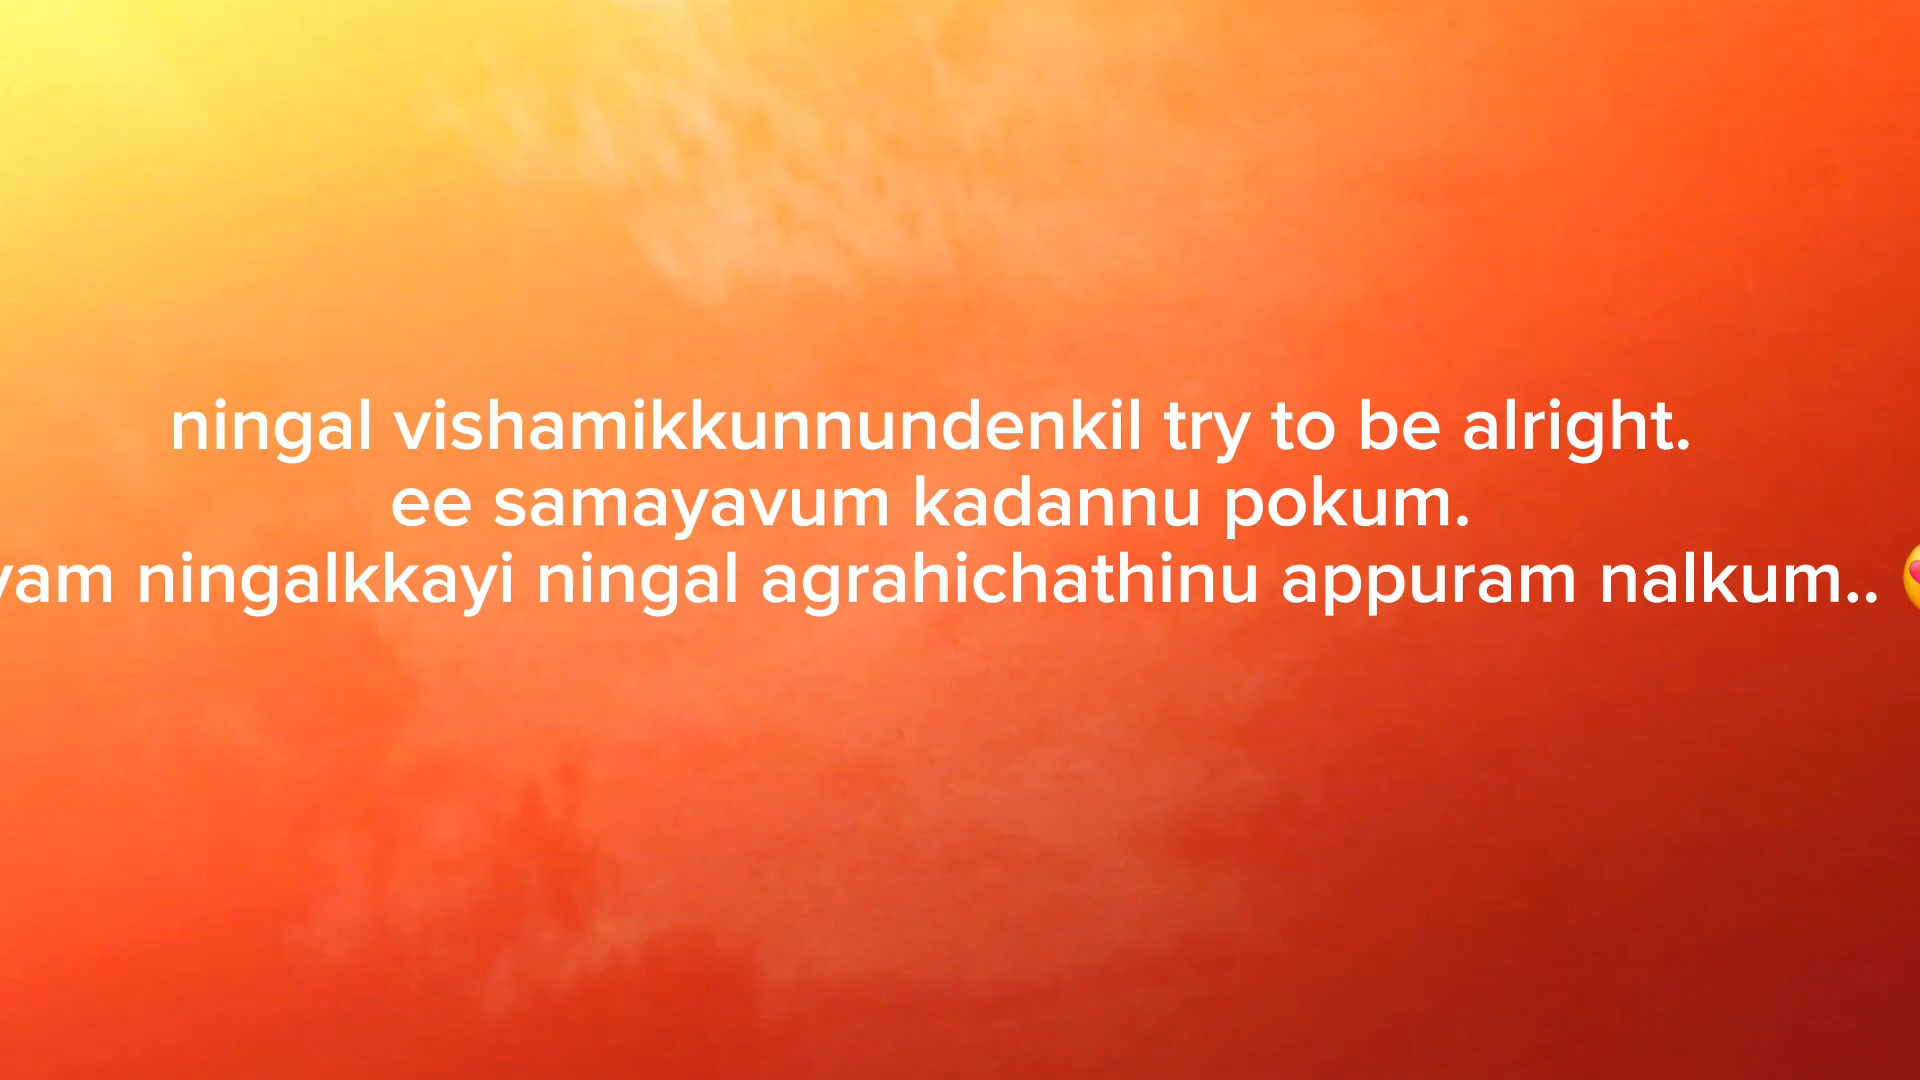 ningal vishamikkunnundenkil try to be alright.
ee samayavum kadannu pokum.
ningalkkayi ningal agrahichathinu appuram nalkum.. 😍